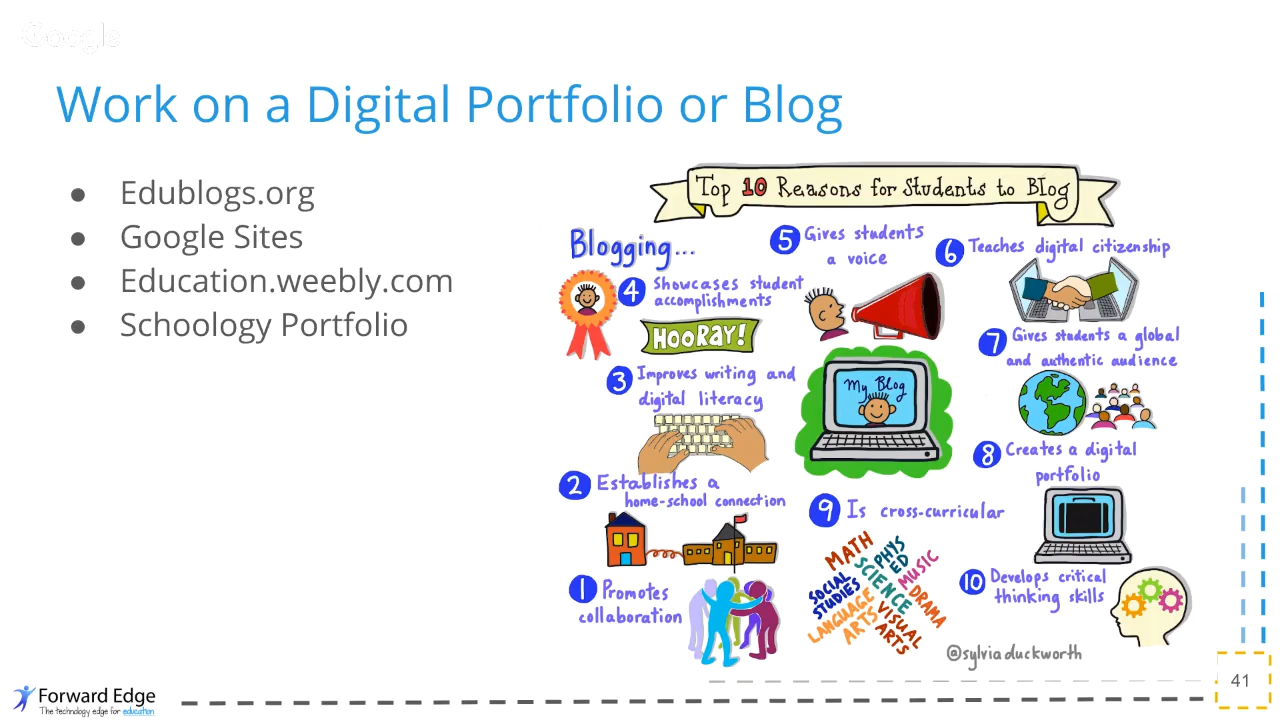 Google
Work on a Digital Portfolio or Blog
● Edublogs.org
● Google Sites
● Education.weebly.com
● Schoology Portfolio
Top 10 Reasons for Students to Blog
Blogging...
1 Promotes
collaboration
2 Establishes a
home-school connection
3 Improves writing and
digital literacy
4 Showcases student
accomplishments
HOORAY!
5 Gives students
a voice
My Blog
6 Teaches digital citizenship
7 Gives students a global
and authentic audience
8 Creates a digital
portfolio
9 Is cross-curricular
MATH
PHYS
ED
SCIENCE
MUSIC
SOCIAL
STUDIES
DRAMA
LANGUAGE
ARTS
VISUAL
ARTS
10 Develops critical
thinking skills
@sylviaduckworth
Forward Edge
The technology edge for education
41